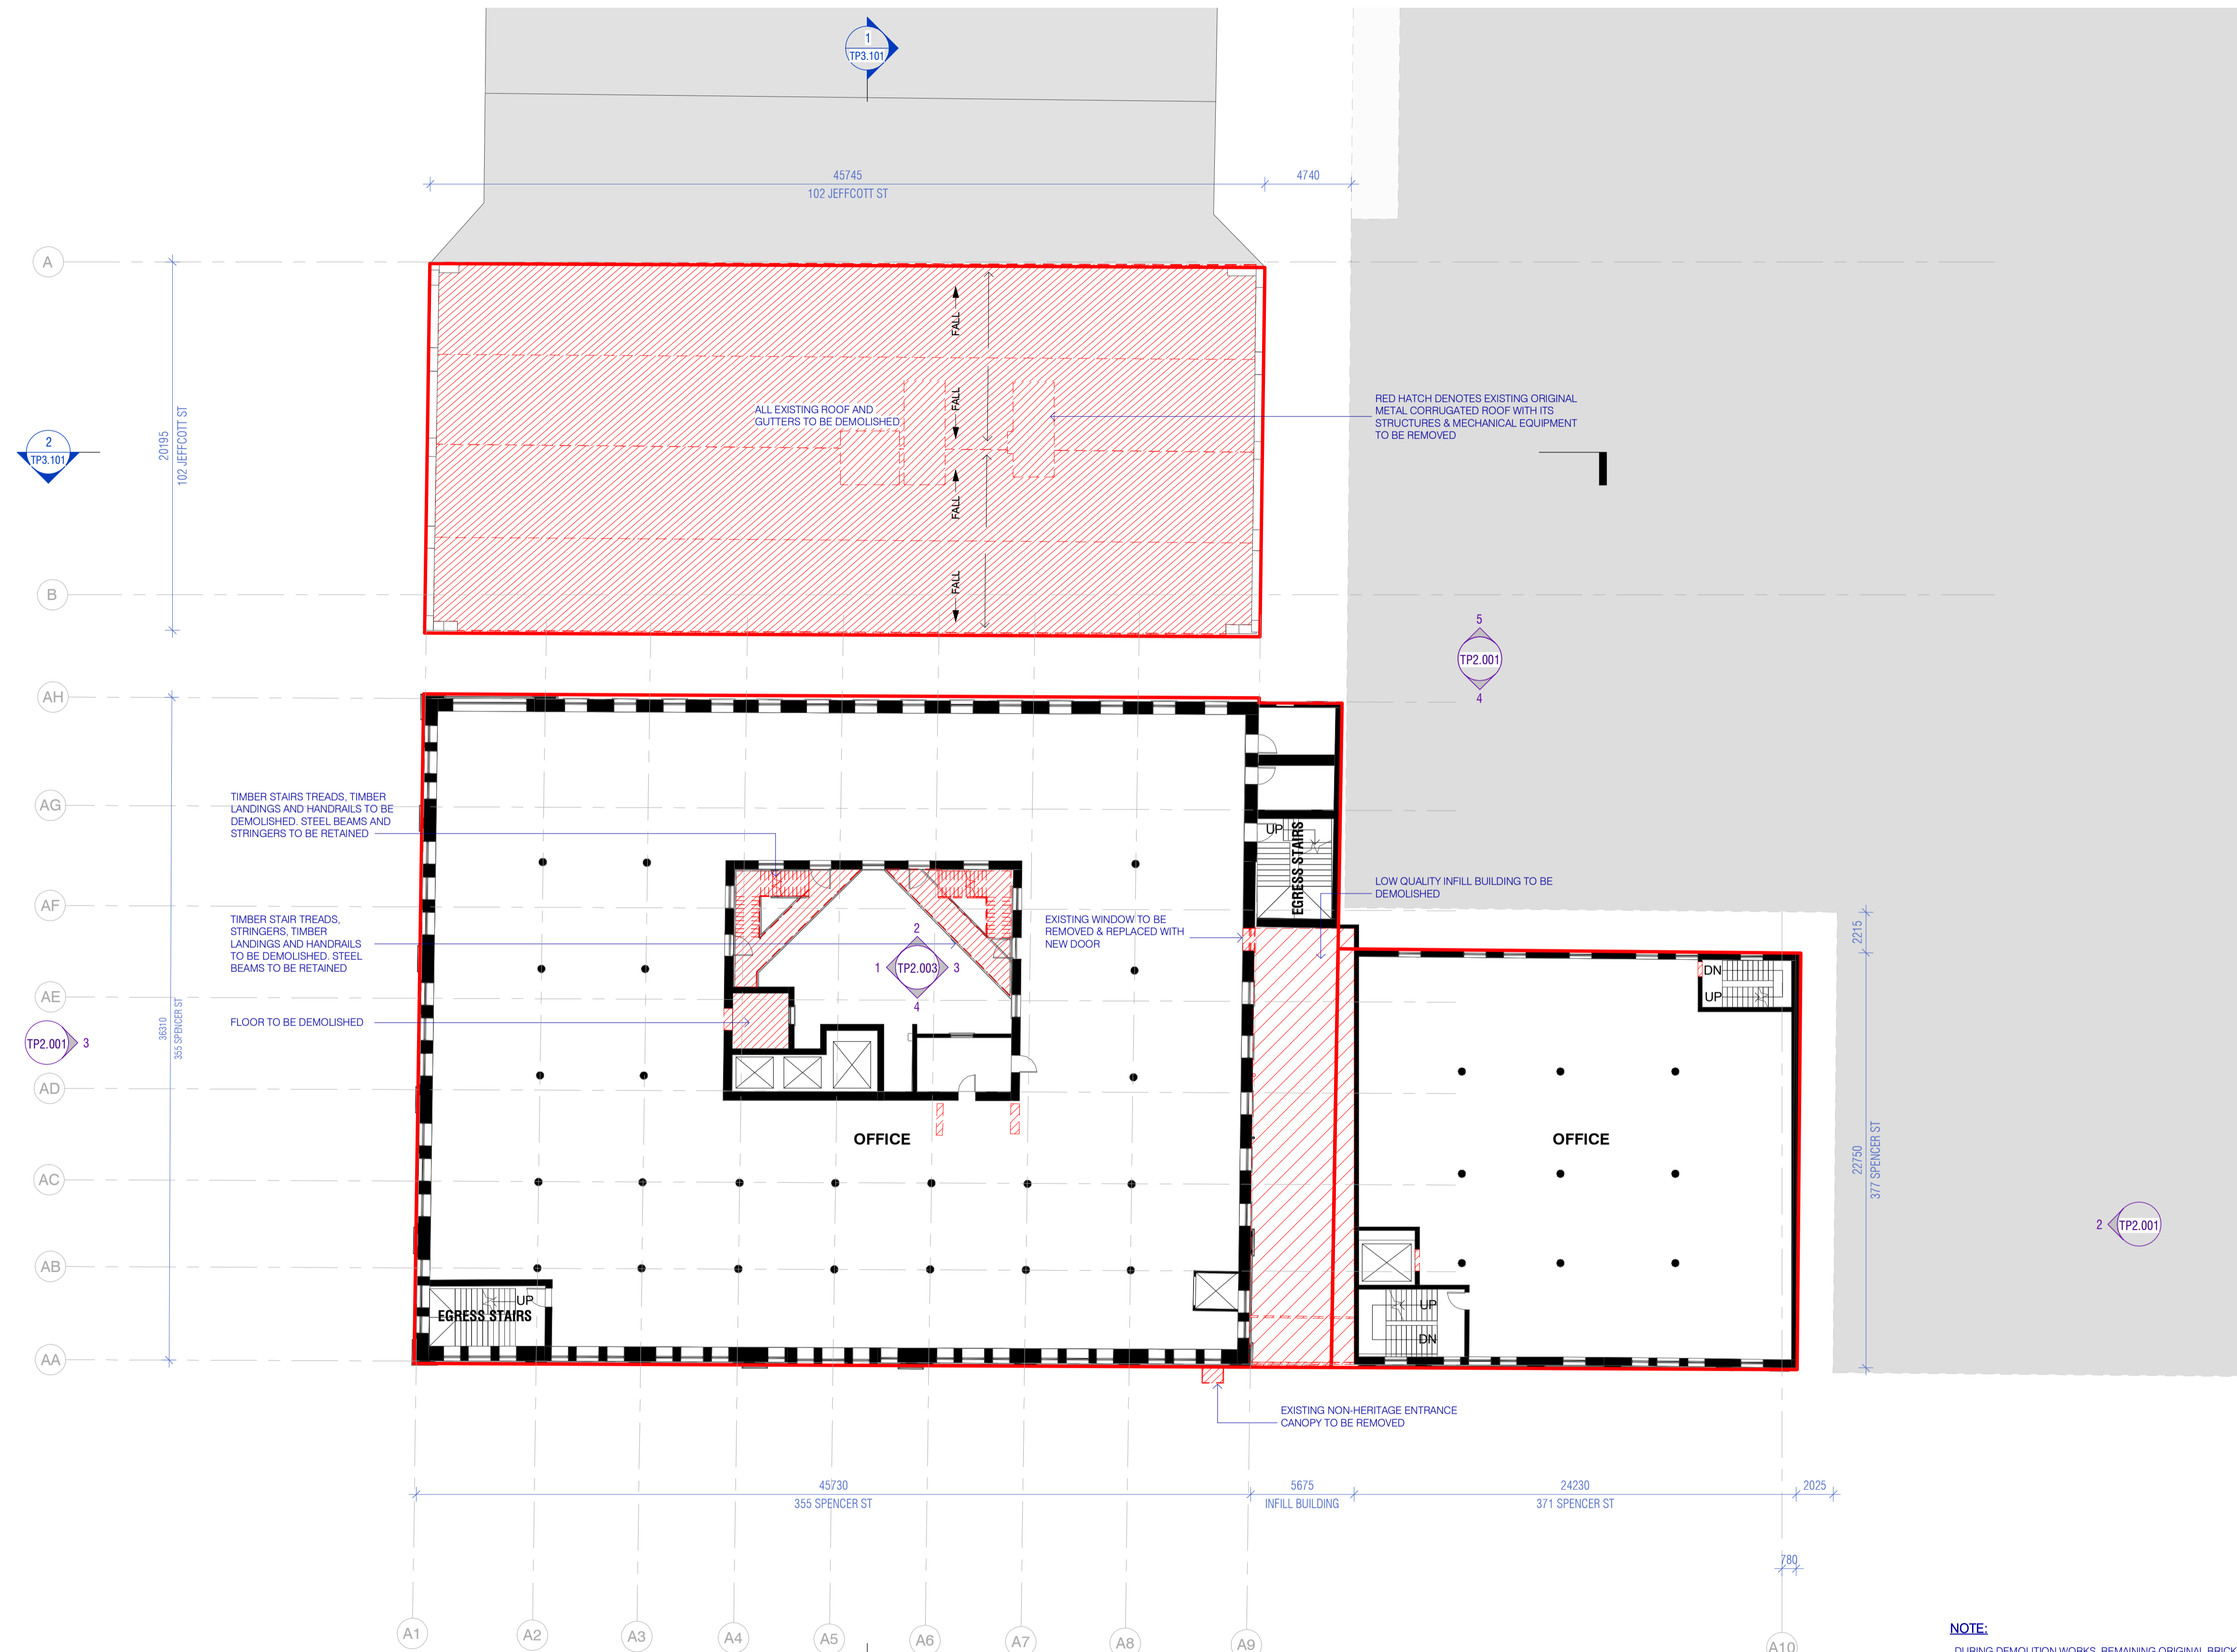 1
TP3.101
45745
102 JEFFCOTT ST
4740
A
20195
102 JEFFCOTT ST
2
TP3.101
FALL
FALL
FALL
FALL
ALL EXISTING ROOF AND
GUTTERS TO BE DEMOLISHED
RED HATCH DENOTES EXISTING ORIGINAL
METAL CORRUGATED ROOF WITH ITS
STRUCTURES & MECHANICAL EQUIPMENT
TO BE REMOVED
B
5
TP2.001
4
AH
AG
AF
AE
AD
AC
AB
AA
TIMBER STAIRS TREADS, TIMBER
LANDINGS AND HANDRAILS TO BE
DEMOLISHED. STEEL BEAMS AND
STRINGERS TO BE RETAINED
TIMBER STAIR TREADS,
STRINGERS, TIMBER
LANDINGS AND HANDRAILS
TO BE DEMOLISHED. STEEL
BEAMS TO BE RETAINED
FLOOR TO BE DEMOLISHED
36310
355 SPENCER ST
TP2.001
3
2
1
TP2.003
3
4
EXISTING WINDOW TO BE
REMOVED & REPLACED WITH
NEW DOOR
UP
EGRESS STAIRS
LOW QUALITY INFILL BUILDING TO BE
DEMOLISHED
DN
UP
2215
22750
377 SPENCER ST
OFFICE
OFFICE
2
TP2.001
UP
EGRESS STAIRS
UP
DN
EXISTING NON-HERITAGE ENTRANCE
CANOPY TO BE REMOVED
45730
355 SPENCER ST
5675
INFILL BUILDING
24230
371 SPENCER ST
2025
780
A1
A2
A3
A4
A5
A6
A7
A8
A9
A10
NOTE:
DURING DEMOLITION WORKS, REMAINING ORIGINAL BRICK